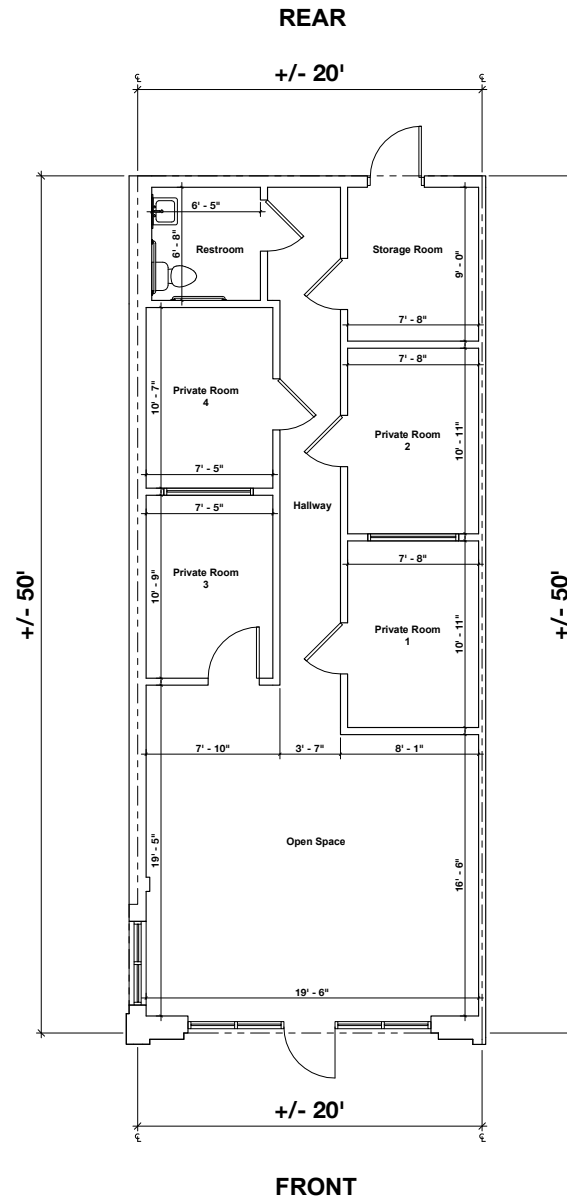 REAR
℄
+/- 20'
℄
6' - 5"
6' - 8"
Restroom
Storage Room
9' - 0"
7' - 8"
7' - 8"
10' - 7"
Private Room
4
Private Room
2
10' - 11"
7' - 5"
7' - 5"
Hallway
7' - 8"
10' - 9"
Private Room
3
Private Room
1
10' - 11"
+/- 50'
+/- 50'
7' - 10"
3' - 7"
8' - 1"
19' - 5"
Open Space
16' - 6"
19' - 6"
+/- 20'
℄
℄
FRONT